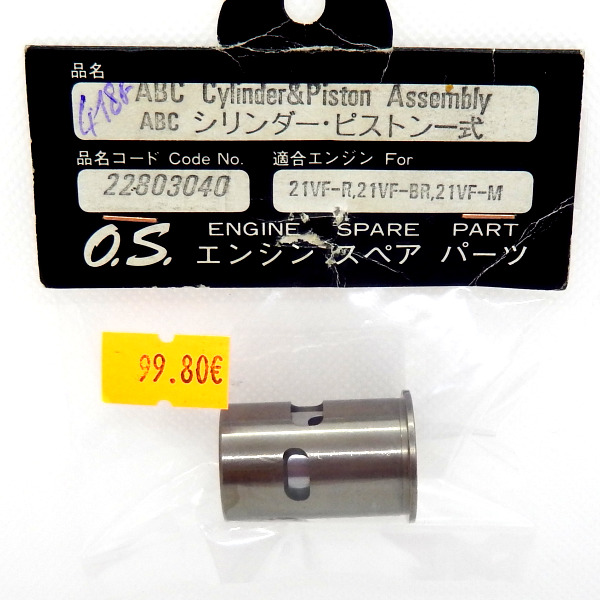 品名
ABC Cylinder&Piston Assembly
ABC シリンダー・ピストン一式
品名コード Code No. 適合エンジン For
22803040 21VF-R,21VF-BR,21VF-M
O.S. ENGINE SPARE PART
エンジン スペア パーツ
99.80€